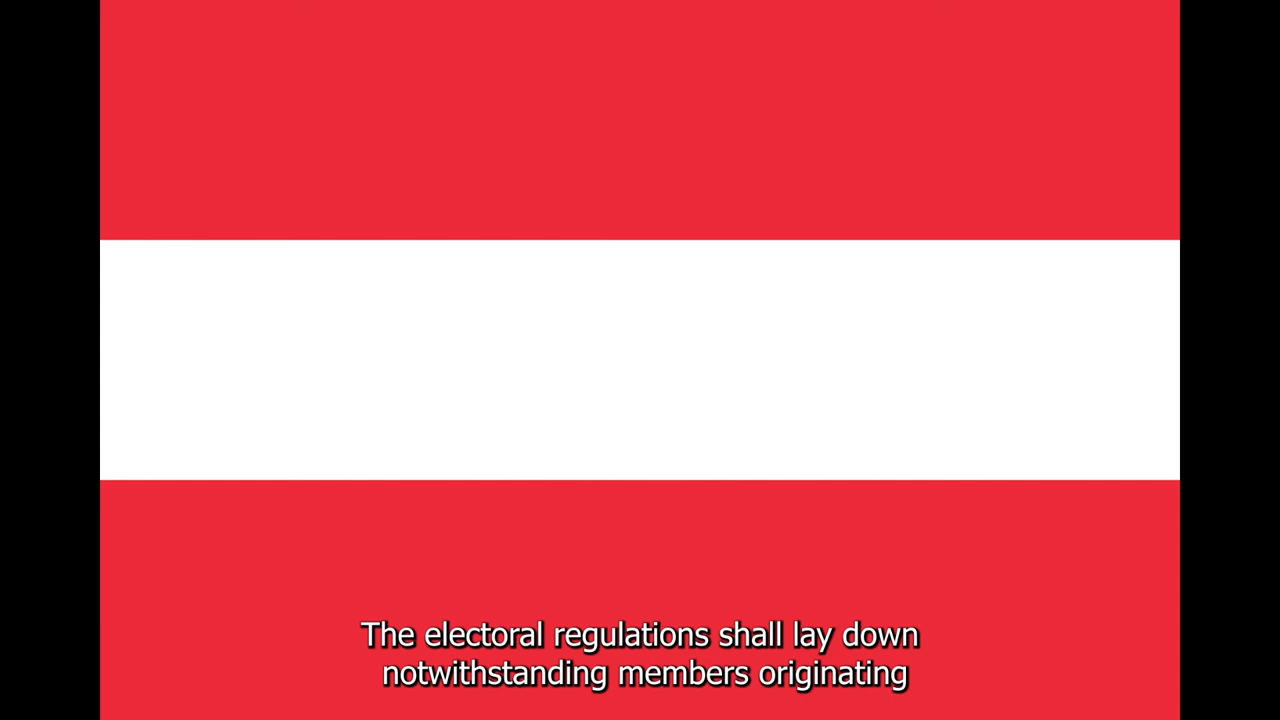 The electoral regulations shall lay down
notwithstanding members originating